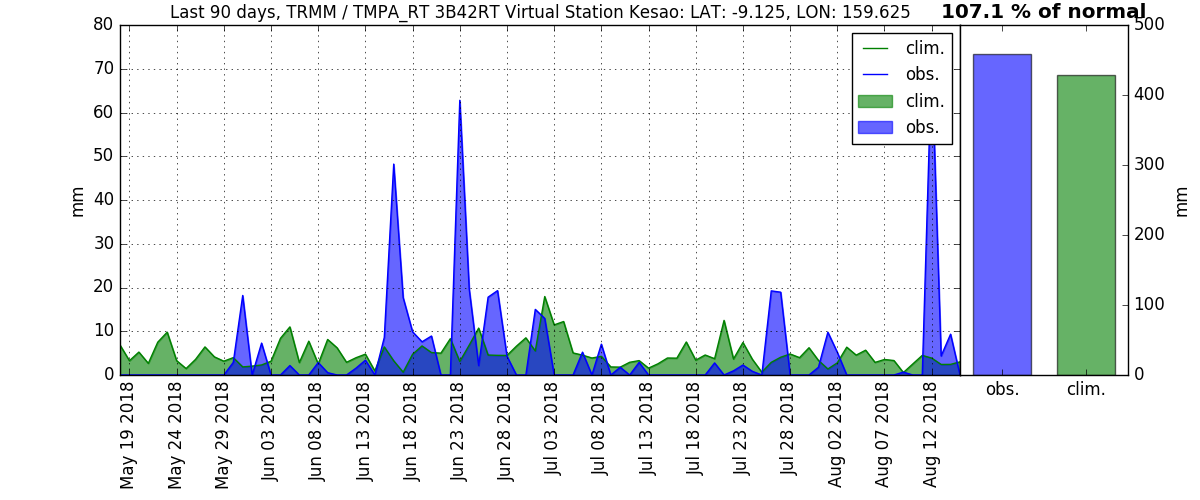 Last 90 days, TRMM / TMPA_RT 3B42RT Virtual Station Kesao: LAT: -9.125, LON: 159.625
107.1 % of normal
80
70
60
50
40
30
20
10
0
mm
clim.
obs.
clim.
obs.
500
400
300
200
100
0
mm
May 19 2018
May 24 2018
May 29 2018
Jun 03 2018
Jun 08 2018
Jun 13 2018
Jun 18 2018
Jun 23 2018
Jun 28 2018
Jul 03 2018
Jul 08 2018
Jul 13 2018
Jul 18 2018
Jul 23 2018
Jul 28 2018
Aug 02 2018
Aug 07 2018
Aug 12 2018
obs.
clim.